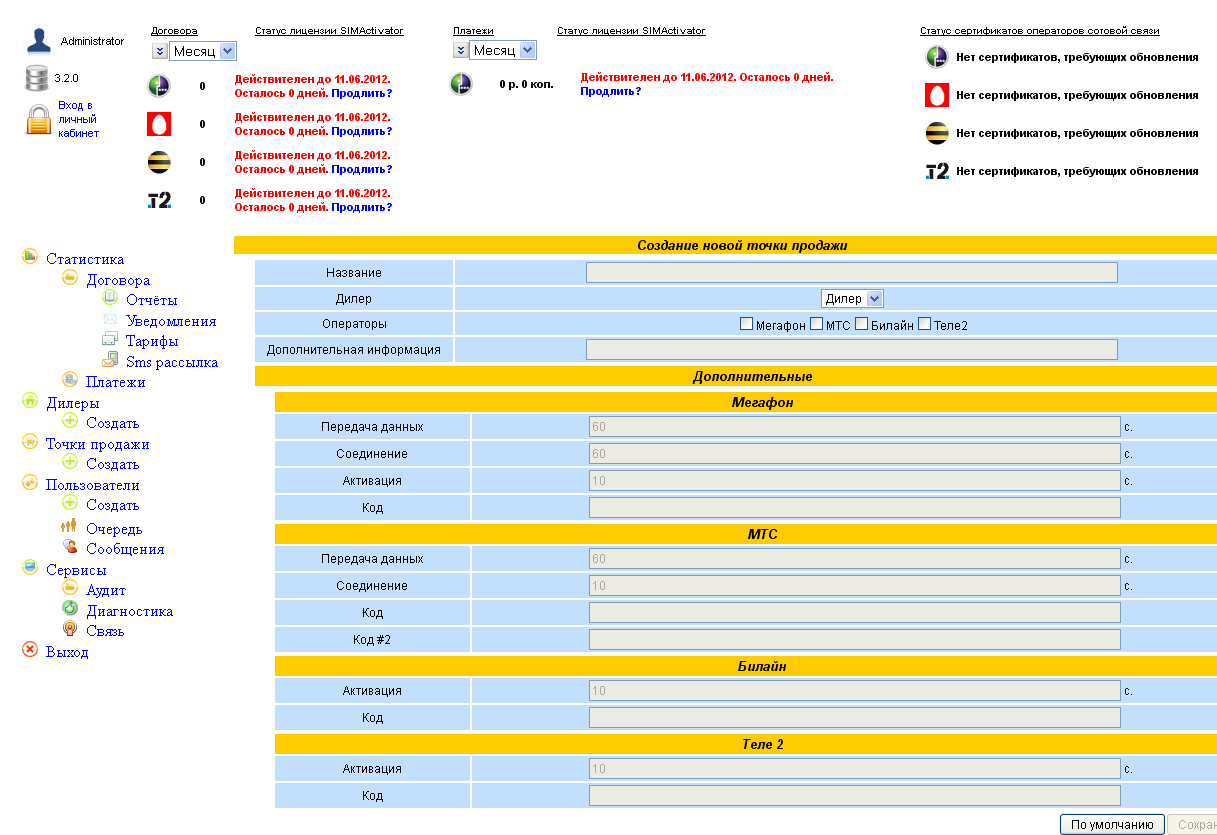 Administrator
3.2.0
Вход в
личный
кабинет
Договора
Месяц
Статус лицензии SIMActivator
0
Действителен до 11.06.2012.
Осталось 0 дней. Продлить?
0
Действителен до 11.06.2012.
Осталось 0 дней. Продлить?
0
Действителен до 11.06.2012.
Осталось 0 дней. Продлить?
T2
0
Действителен до 11.06.2012.
Осталось 0 дней. Продлить?
Платежи
Месяц
Статус лицензии SIMActivator
0 р. 0 коп.
Действителен до 11.06.2012. Осталось 0 дней.
Продлить?
Статус сертификатов операторов сотовой связи
Нет сертификатов, требующих обновления
Нет сертификатов, требующих обновления
Нет сертификатов, требующих обновления
T2 Нет сертификатов, требующих обновления
Статистика
Договора
Отчёты
Уведомления
Тарифы
Sms рассылка
Платежи
Дилеры
Создать
Точки продажи
Создать
Пользователи
Создать
Очередь
Сообщения
Сервисы
Аудит
Диагностика
Связь
Выход
Создание новой точки продажи
Название
Дилер Дилер
Операторы Мегафон МТС Билайн Теле2
Дополнительная информация
Дополнительные
Мегафон
Передача данных 60 с.
Соединение 60 с.
Активация 10 с.
Код
МТС
Передача данных 60 с.
Соединение 10 с.
Код
Код #2
Билайн
Активация 10 с.
Код
Теле 2
Активация 10 с.
Код
По умолчанию Сохран